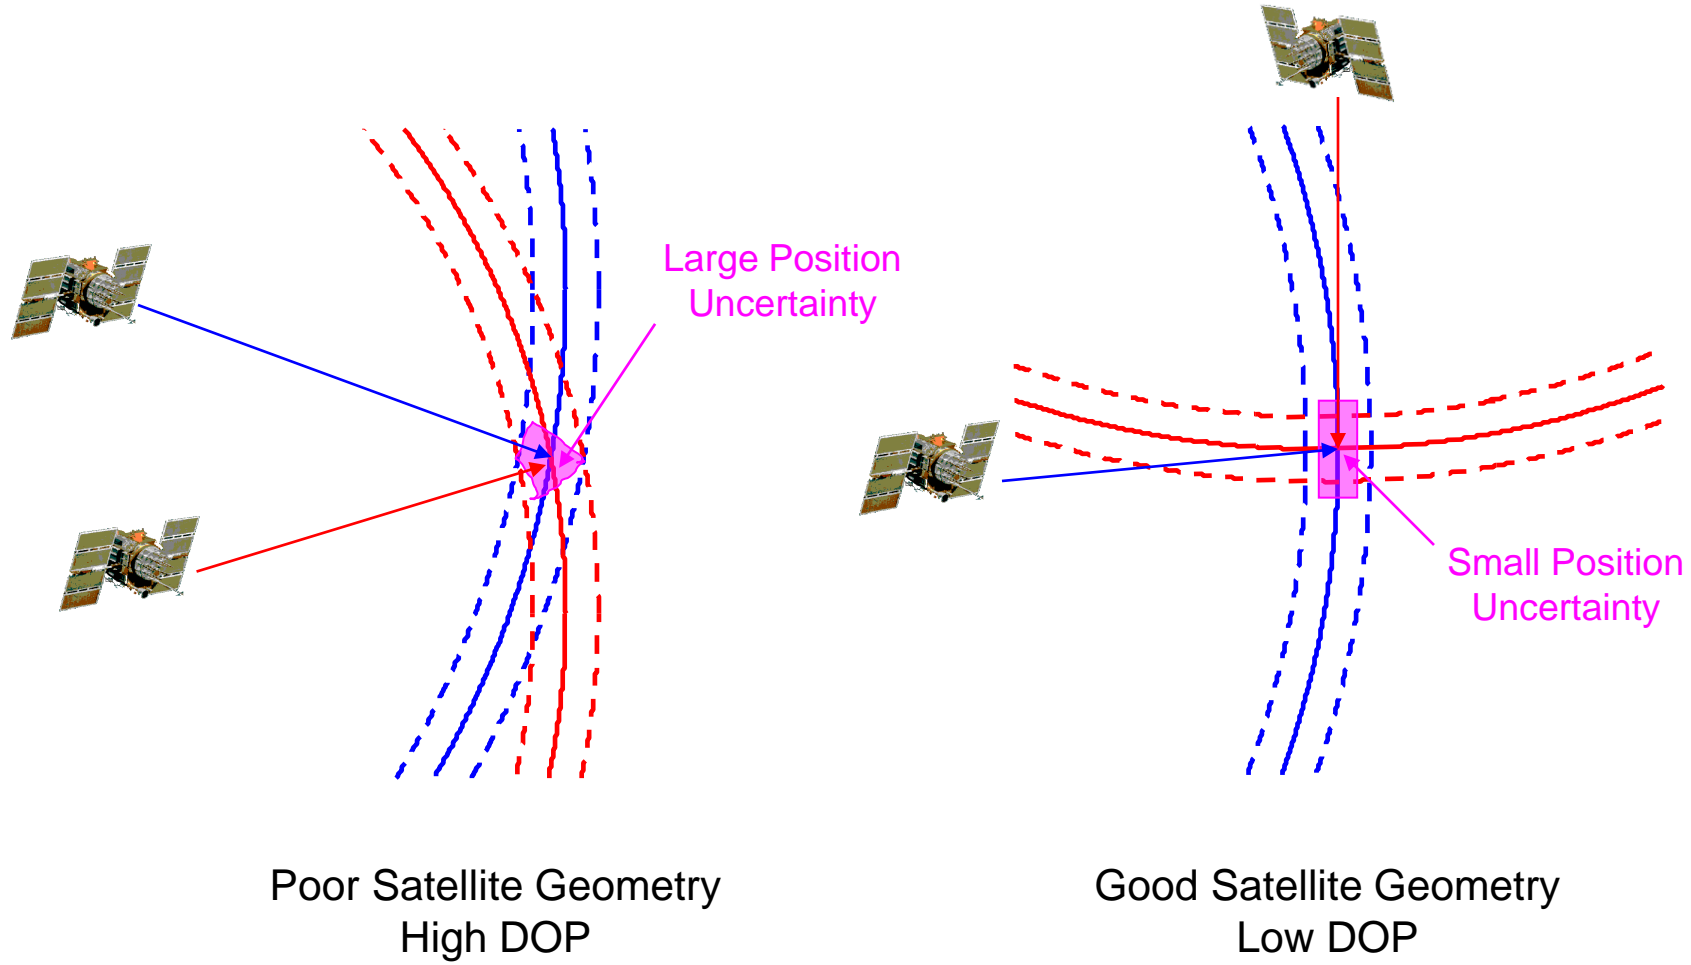 Large Position
Uncertainty
Small Position
Uncertainty
Poor Satellite Geometry
High DOP
Good Satellite Geometry
Low DOP